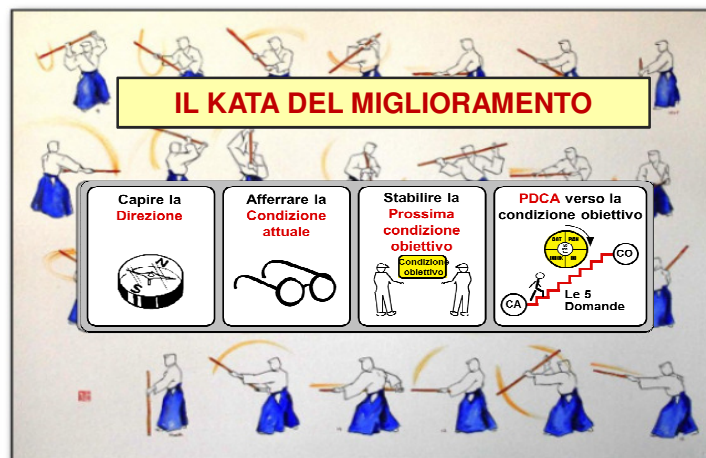 IL KATA DEL MIGLIORAMENTO
Capire la
Direzione
N
S
Afferrare la
Condizione
attuale
Stabilire la
Prossima
condizione
obiettivo
Condizione
obiettivo
PDCA verso la
condizione obiettivo
CO
CA
Le 5
Domande